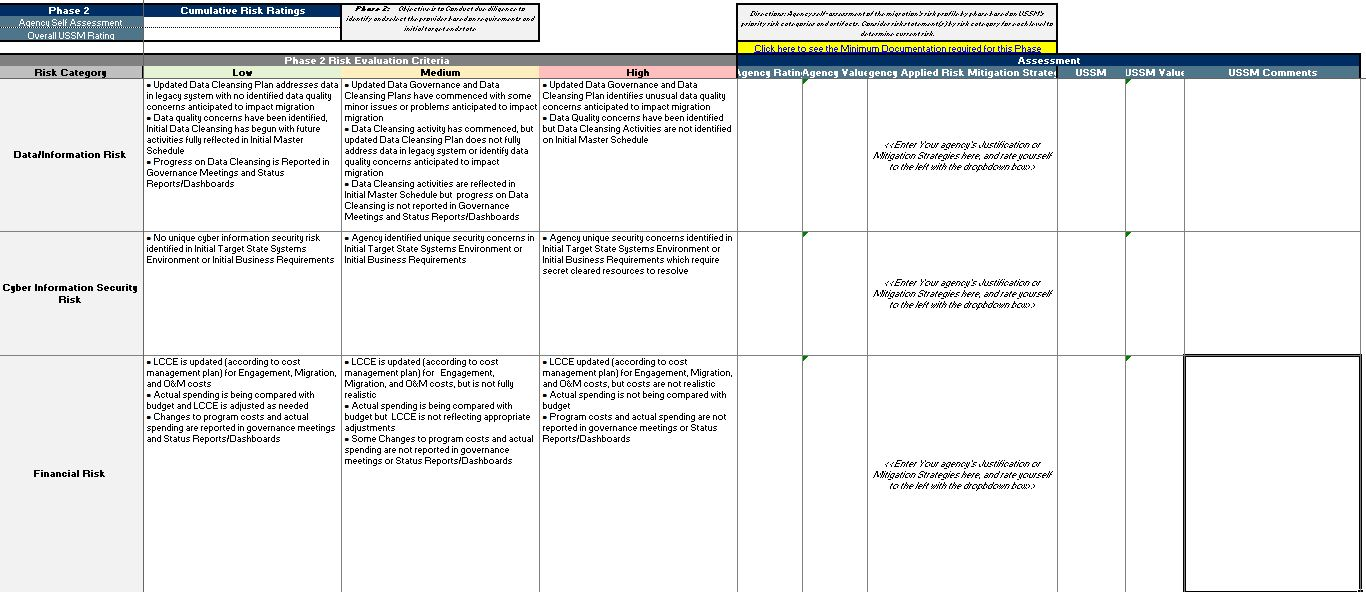 Phase 2
Cumulative Risk Ratings
Agency Self Assessment
Overall USSM Rating
Phase 2: Objective is to Conduct due diligence to
identify and select the provider based on requirements and
initial target end state
Directions: Agency self-assessment of the migration's risk profile by phase based on USSM's
priority risk categories and artifacts. Consider risk statement(s) by risk category for each level to
determine current risk.
Click here to see the Minimum Documentation required for this Phase
Phase 2 Risk Evaluation Criteria
Assessment
Risk Category
Low
Medium
High
Agency Ratin
Agency Value
gency Applied Risk Mitigation Strate
USSM
USSM Value
USSM Comments
Data/Information Risk
▪ Updated Data Cleansing Plan addresses data
in legacy system with no identified data quality
concerns anticipated to impact migration
▪ Data quality concerns have been identified,
Initial Data Cleansing has begun with future
activities fully reflected in Initial Master
Schedule
▪ Progress on Data Cleansing is Reported in
Governance Meetings and Status
Reports/Dashboards
▪ Updated Data Governance and Data
Cleansing Plans have commenced with some
minor issues or problems anticipated to impact
migration
▪ Data Cleansing activity has commenced, but
updated Data Cleansing Plan does not fully
address data in legacy system or identify data
quality concerns anticipated to impact
migration
▪ Data Cleansing activities are reflected in
Initial Master Schedule but progress on Data
Cleansing is not reported in Governance
Meetings and Status Reports/Dashboards
▪ Updated Data Governance and Data
Cleansing Plan identifies unusual data quality
concerns anticipated to impact migration
▪ Data Quality concerns have been identified
but Data Cleansing Activities are not identified
on Initial Master Schedule
<<Enter Your agency's Justification or
Mitigation Strategies here, and rate yourself
to the left with the dropbdown box>>
Cyber Information Security
Risk
▪ No unique cyber information security risk
identified in Initial Target State Systems
Environment or Initial Business Requirements
▪ Agency identified unique security concerns in
Initial Target State Systems Environment or
Initial Business Requirements
▪ Agency unique security concerns identified in
Initial Target State Systems Environment or
Initial Business Requirements which require
secret cleared resources to resolve
<<Enter Your agency's Justification or
Mitigation Strategies here, and rate yourself
to the left with the dropbdown box>>
Financial Risk
▪ LCCE is updated (according to cost
management plan) for Engagement, Migration,
and O&M costs
▪ Actual spending is being compared with
budget and LCCE is adjusted as needed
▪ Changes to program costs and actual
spending are reported in governance meetings
and Status Reports/Dashboards
▪ LCCE is updated (according to cost
management plan) for Engagement,
Migration, and O&M costs, but is not fully
realistic
▪ Actual spending is being compared with
budget but LCCE is not reflecting appropriate
adjustments
▪ Some Changes to program costs and actual
spending are not reported in governance
meetings or Status Reports/Dashboards
▪ LCCE updated (according to cost
management plan) for Engagement, Migration,
and O&M costs, but costs are not realistic
▪ Actual spending is not being compared with
budget
▪ Program costs and actual spending are not
reported in governance meetings or Status
Reports/Dashboards
<<Enter Your agency's Justification or
Mitigation Strategies here, and rate yourself
to the left with the dropbdown box>>